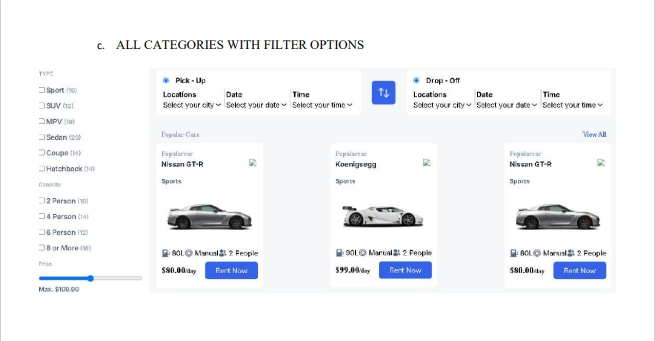 c. ALL CATEGORIES WITH FILTER OPTIONS
TYPE
Sport (10)
SUV (12)
MPV (16)
Sedan (20)
Coupe (14)
Hatchback (14)
Capacity
2 Person (10)
4 Person (14)
6 Person (12)
8 or More (16)
Price
Max. $100.00
Pick - Up
Locations Date Time
Select your city Select your date Select your time
Drop - Off
Locations Date Time
Select your city Select your date Select your time
Popular Cars View All
Popularcar
Nissan GT-R
Sports
80L Manual 2 People
$80.00/day Rent Now
Popularcar
Koenigsegg
Sports
90L Manual 2 People
$99.00/day Rent Now
Popularcar
Nissan GT-R
Sports
80L Manual 2 People
$80.00/day Rent Now